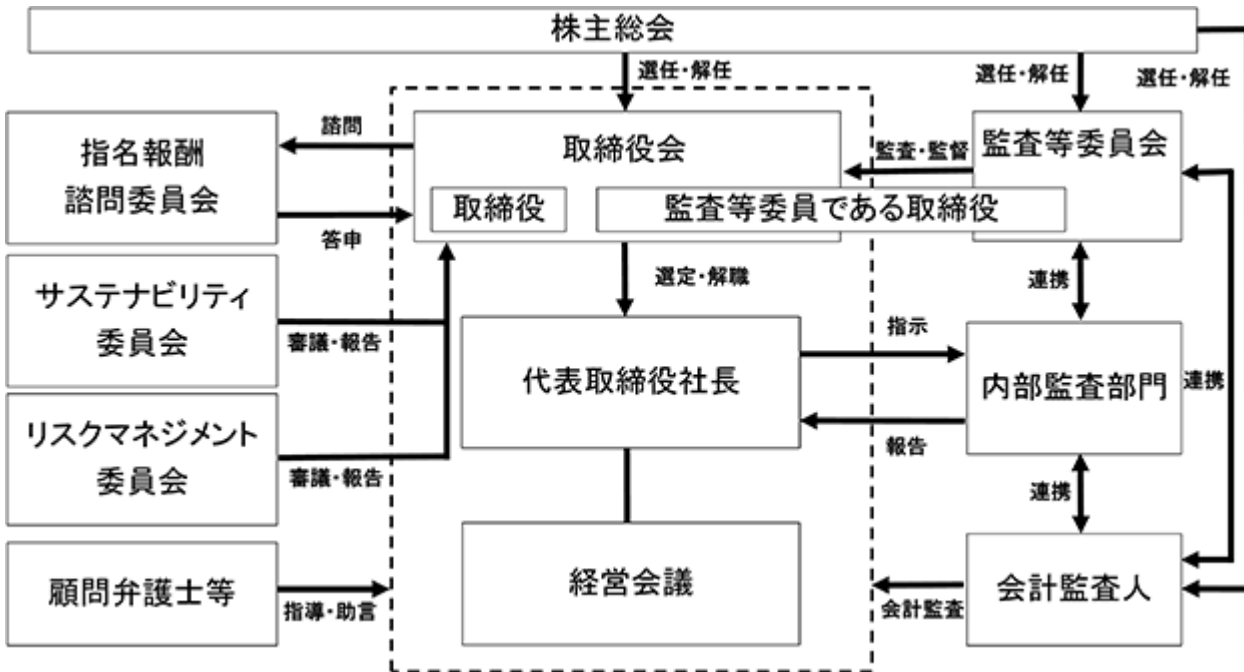 株主総会
選任・解任
選任・解任
選任・解任
指名報酬
諮問委員会
諮問
答申
取締役会
取締役
監査等委員である取締役
監査・監督
監査等委員会
選定・解職
連携
サステナビリティ
委員会
審議・報告
代表取締役社長
指示
報告
内部監査部門
連携
リスクマネジメント
委員会
審議・報告
連携
顧問弁護士等
指導・助言
経営会議
会計監査
会計監査人